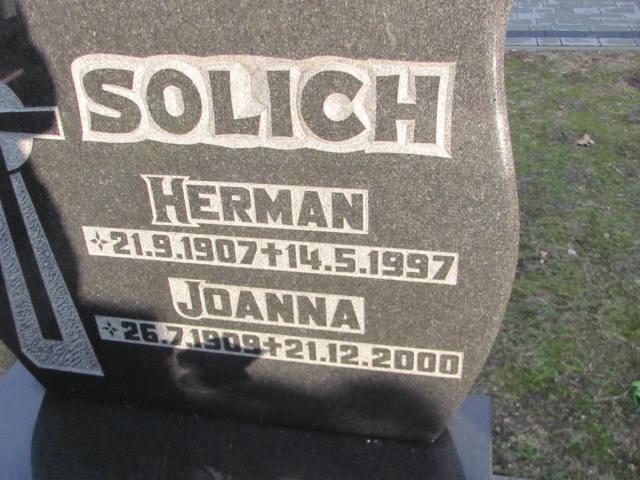 SOLICH
HERMAN
✧21.9.1907✝14.5.1997
JOANNA
✧26.7.1909✝21.12.2000